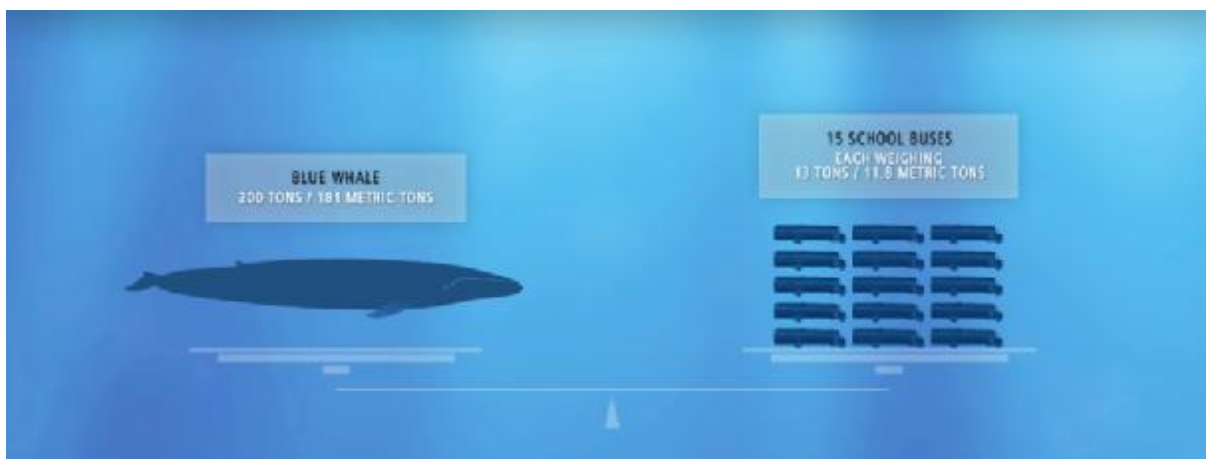 BLUE WHALE
200 TONS / 181 METRIC TONS
15 SCHOOL BUSES
EACH WEIGHING
13 TONS / 11.8 METRIC TONS